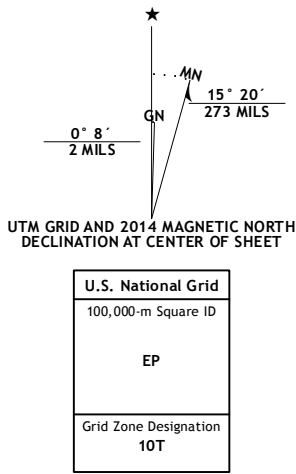 MN
GN
15° 20´
273 MILS
0° 8´
2 MILS
UTM GRID AND 2014 MAGNETIC NORTH
DECLINATION AT CENTER OF SHEET
U.S. National Grid
100,000-m Square ID
EP
Grid Zone Designation
10T